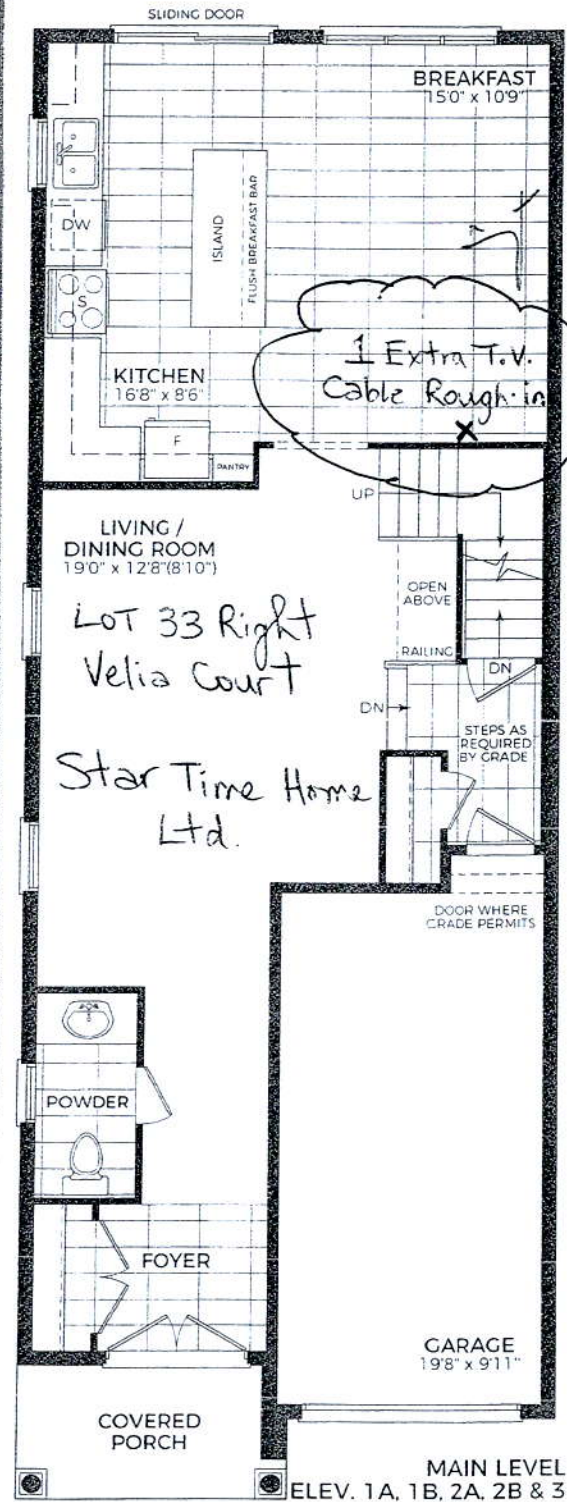 SLIDING DOOR
BREAKFAST
15'0" x 10'9"
DW
ISLAND
FLUSH BREAKFAST BAR
S
1 Extra T.V.
Cable Rough-in
X
KITCHEN
16'8" x 8'6"
F
PANTRY
UP
LIVING /
DINING ROOM
19'0" x 12'8"(8'10")
OPEN
ABOVE
RAILING
LOT 33 Right
Velia Court
DN
DN
STEPS AS
REQUIRED
BY GRADE
Star Time Home
Ltd.
DOOR WHERE
GRADE PERMITS
POWDER
FOYER
GARAGE
19'8" x 9'11"
COVERED
PORCH
MAIN LEVEL
ELEV. 1A, 1B, 2A, 2B & 3